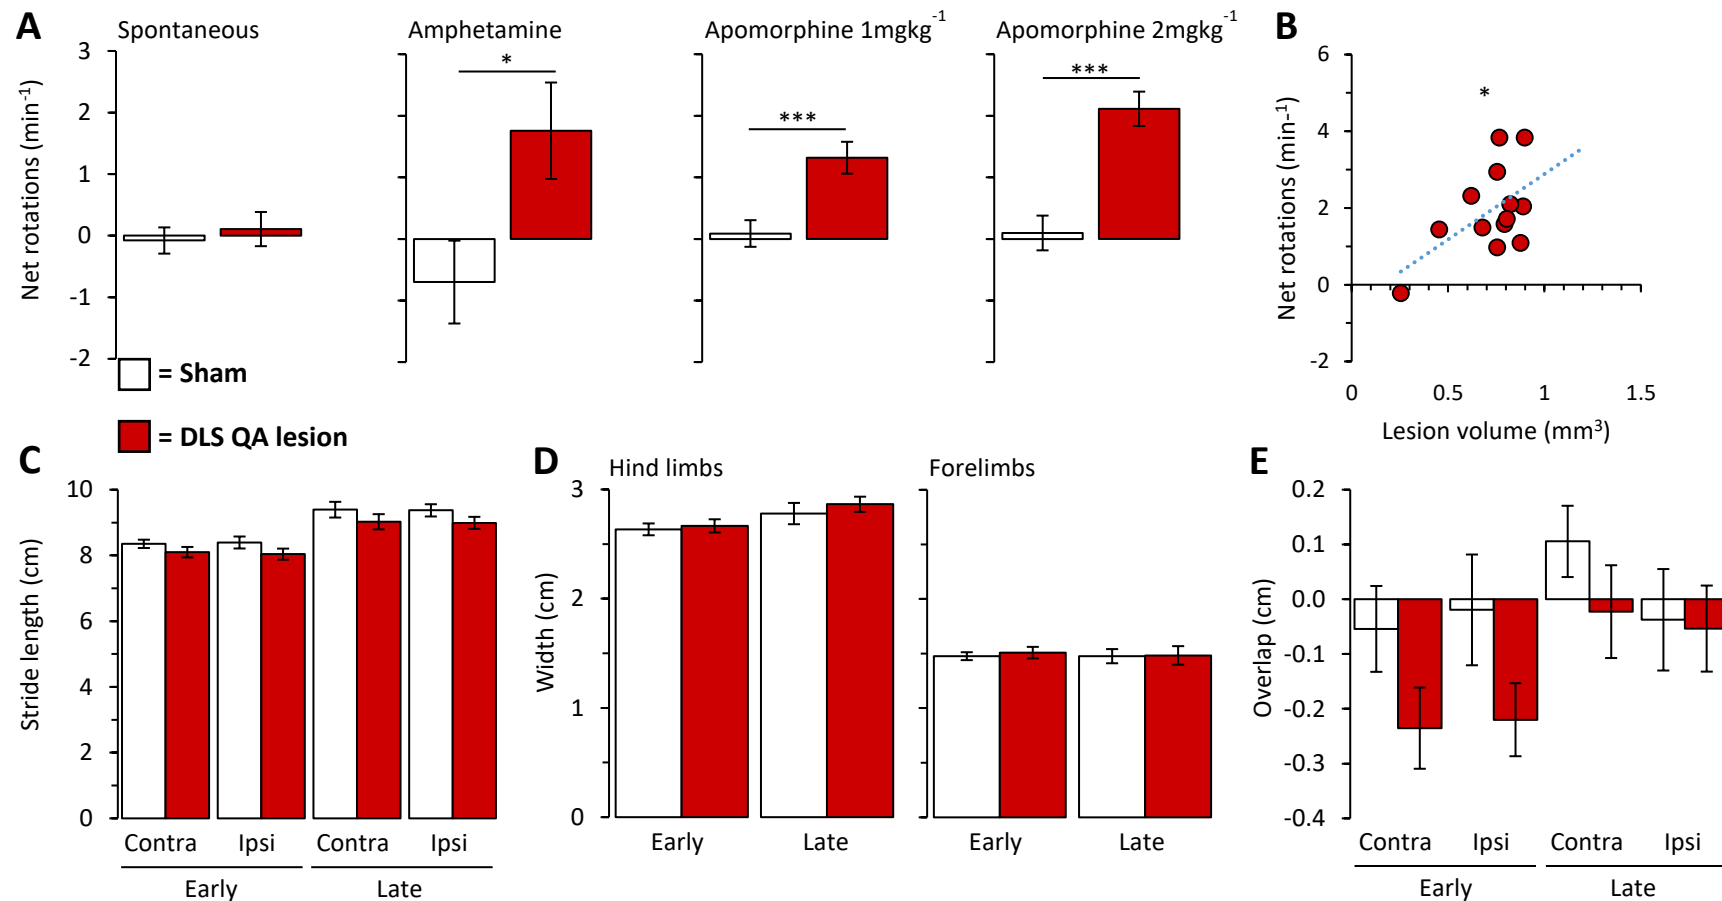 A
Spontaneous
Amphetamine
Apomorphine 1mgkg⁻¹
Apomorphine 2mgkg⁻¹
Net rotations (min⁻¹)
3
2
1
0
-1
-2
*
***
***
= Sham
= DLS QA lesion
B
Net rotations (min⁻¹)
6
4
2
0
-2
*
0 0.5 1 1.5
Lesion volume (mm³)
C
Stride length (cm)
10
8
6
4
2
0
Contra Ipsi Contra Ipsi
Early Late
D
Hind limbs
Forelimbs
Width (cm)
3
2
1
0
Early Late Early Late
E
Overlap (cm)
0.2
0.1
0.0
-0.1
-0.2
-0.3
-0.4
Contra Ipsi Contra Ipsi
Early Late